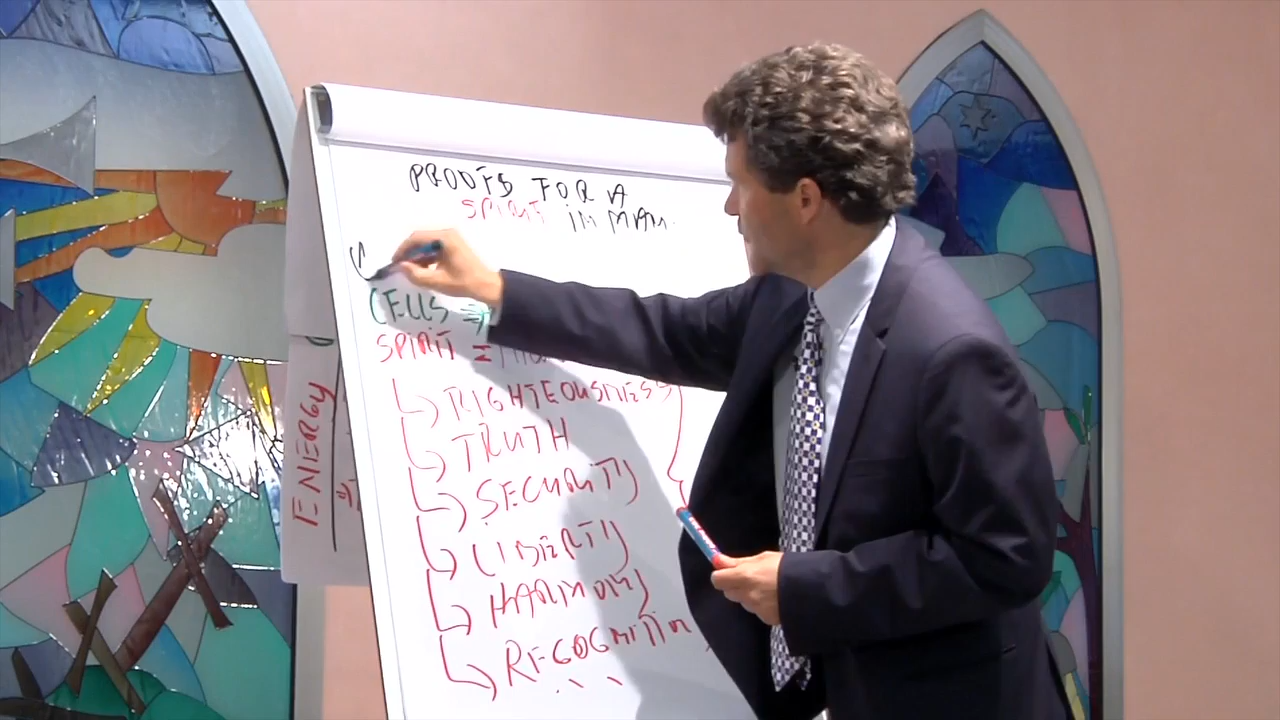 PROOFS FOR A
SPIRIT IN MAN.
CELLS
SPIRIT =
RIGHTEOUSNESS
TRUTH
SECURITY
LIBERTY
HARMONY
RECOGNITION
ENERGY